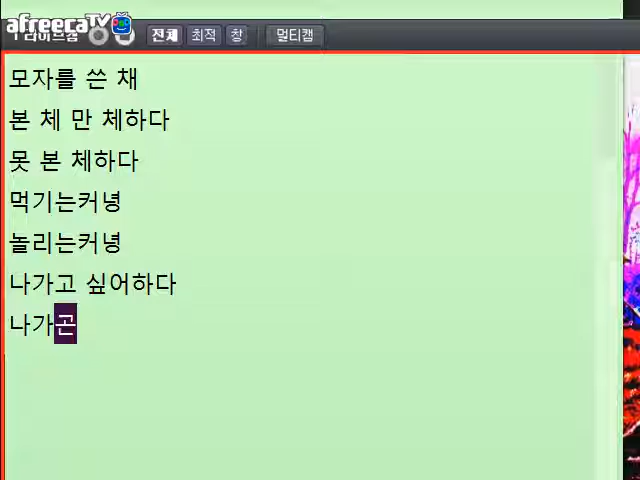 afreecaTV
전체 최적 창 멀티캡
모자를 쓴 채
본 체 만 체하다
못 본 체하다
먹기는커녕
놀리는커녕
나가고 싶어하다
나가곤